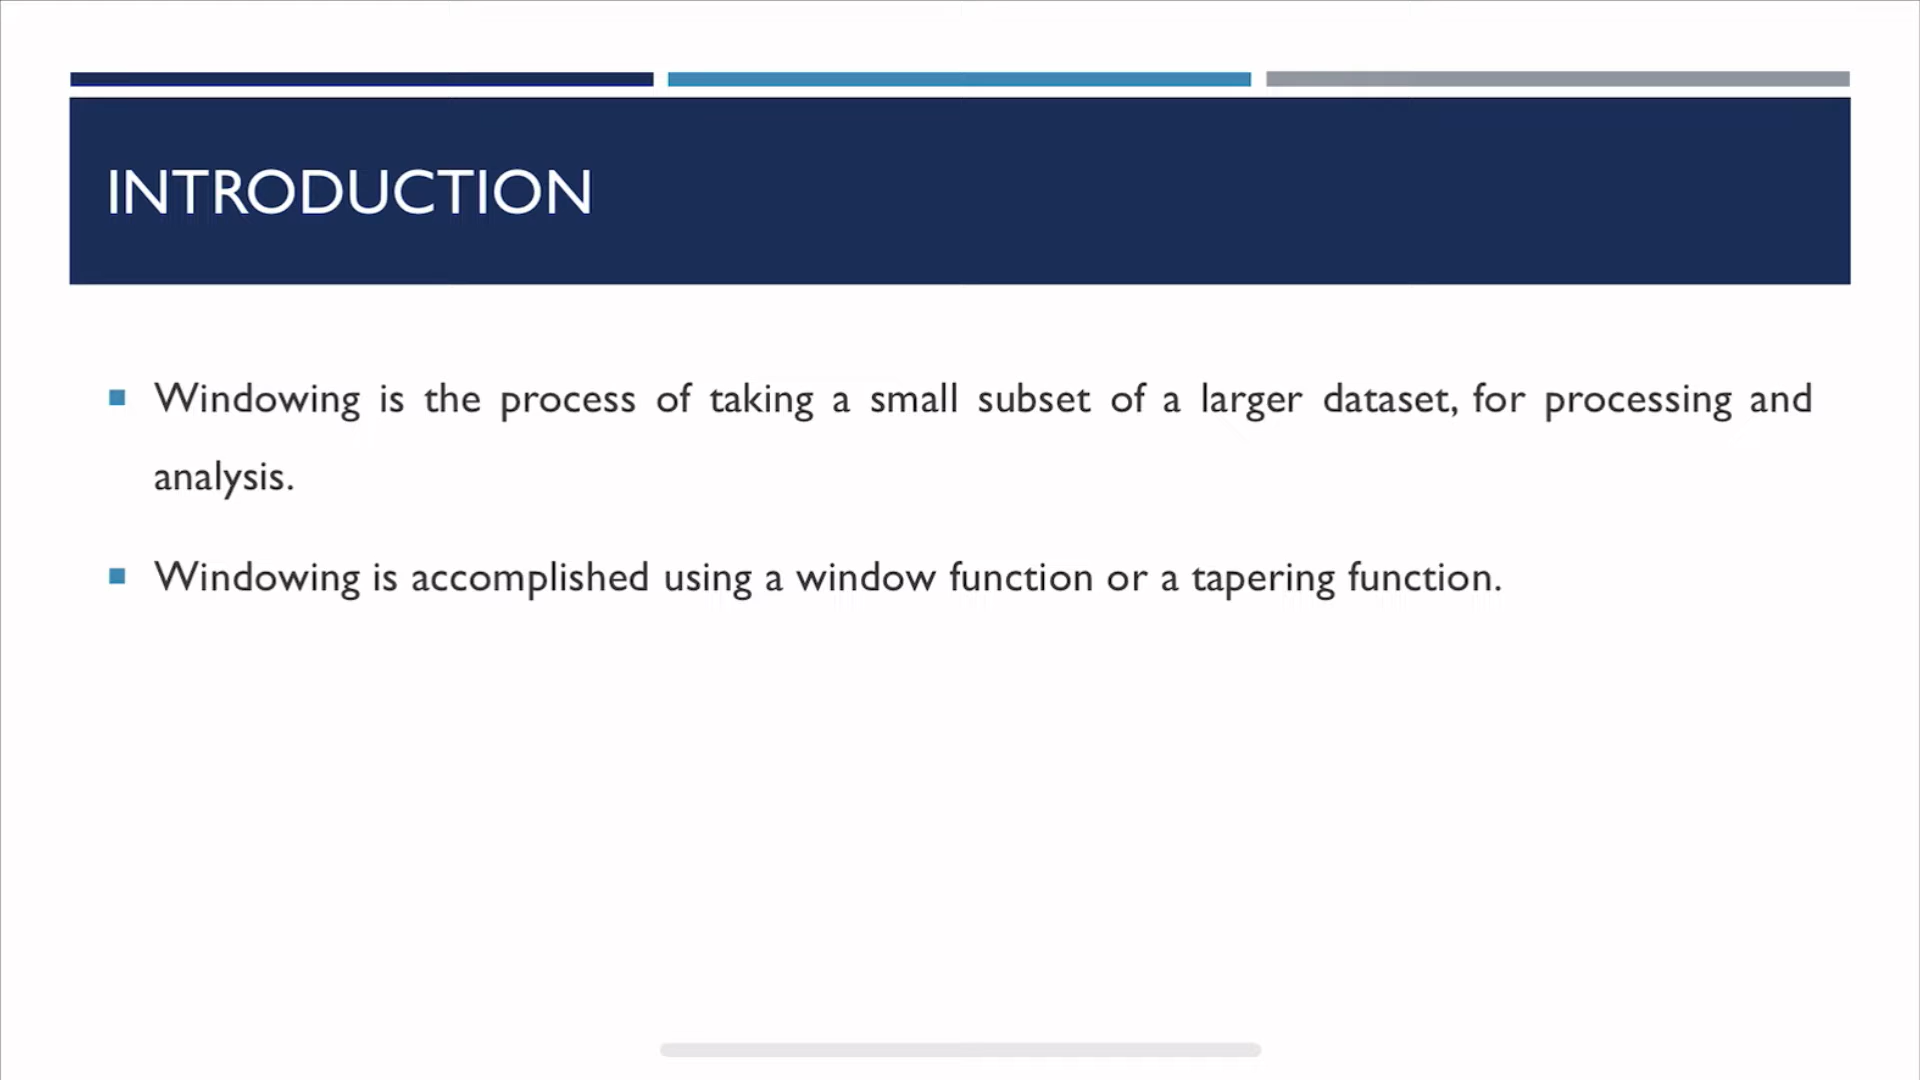 INTRODUCTION
Windowing is the process of taking a small subset of a larger dataset, for processing and
analysis.
Windowing is accomplished using a window function or a tapering function.